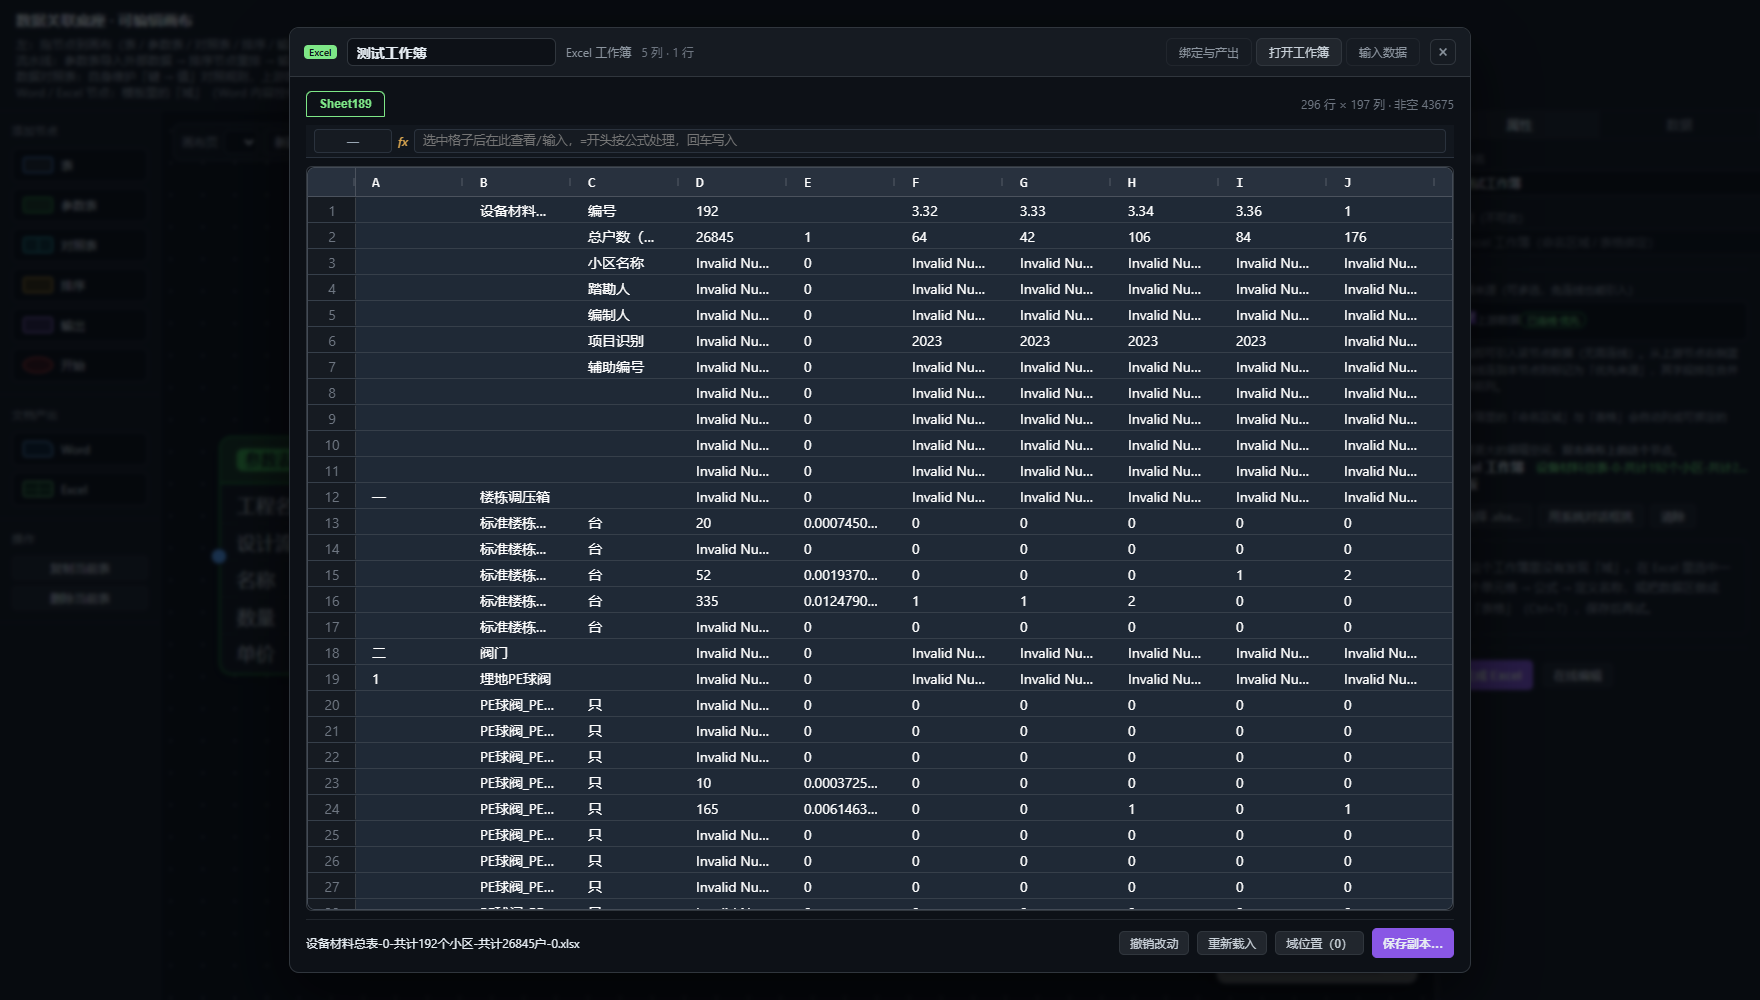 Excel 测试工作簿 Excel 工作簿 5 列 · 1 行 绑定与产出 打开工作簿 输入数据 ×
Sheet189 296 行 × 197 列 · 非空 43675
— fx 选中格子后在此查看/输入，=开头按公式处理，回车写入
A B C D E F G H I J
1 设备材料... 编号 192 3.32 3.33 3.34 3.36 1
2 总户数（... 26845 1 64 42 106 84 176
3 小区名称 Invalid Nu... 0 Invalid Nu... Invalid Nu... Invalid Nu... Invalid Nu... Invalid Nu...
4 踏勘人 Invalid Nu... 0 Invalid Nu... Invalid Nu... Invalid Nu... Invalid Nu... Invalid Nu...
5 编制人 Invalid Nu... 0 Invalid Nu... Invalid Nu... Invalid Nu... Invalid Nu... Invalid Nu...
6 项目识别 Invalid Nu... 0 2023 2023 2023 2023 Invalid Nu...
7 辅助编号 Invalid Nu... 0 Invalid Nu... Invalid Nu... Invalid Nu... Invalid Nu... Invalid Nu...
8 Invalid Nu... 0 Invalid Nu... Invalid Nu... Invalid Nu... Invalid Nu... Invalid Nu...
9 Invalid Nu... 0 Invalid Nu... Invalid Nu... Invalid Nu... Invalid Nu... Invalid Nu...
10 Invalid Nu... 0 Invalid Nu... Invalid Nu... Invalid Nu... Invalid Nu... Invalid Nu...
11 Invalid Nu... 0 Invalid Nu... Invalid Nu... Invalid Nu... Invalid Nu... Invalid Nu...
12 一 楼栋调压箱 Invalid Nu... 0 Invalid Nu... Invalid Nu... Invalid Nu... Invalid Nu... Invalid Nu...
13 标准楼栋... 台 20 0.0007450... 0 0 0 0 0
14 标准楼栋... 台 Invalid Nu... 0 0 0 0 0 0
15 标准楼栋... 台 52 0.0019370... 0 0 0 1 2
16 标准楼栋... 台 335 0.0124790... 1 1 2 0 0
17 标准楼栋... 台 Invalid Nu... 0 0 0 0 0 0
18 二 阀门 Invalid Nu... 0 Invalid Nu... Invalid Nu... Invalid Nu... Invalid Nu... Invalid Nu...
19 1 埋地PE球阀 Invalid Nu... 0 Invalid Nu... Invalid Nu... Invalid Nu... Invalid Nu... Invalid Nu...
20 PE球阀_PE... 只 Invalid Nu... 0 0 0 0 0 0
21 PE球阀_PE... 只 Invalid Nu... 0 0 0 0 0 0
22 PE球阀_PE... 只 Invalid Nu... 0 0 0 0 0 0
23 PE球阀_PE... 只 10 0.0003725... 0 0 0 0 0
24 PE球阀_PE... 只 165 0.0061463... 0 0 1 0 1
25 PE球阀_PE... 只 Invalid Nu... 0 0 0 0 0 0
26 PE球阀_PE... 只 Invalid Nu... 0 0 0 0 0 0
27 PE球阀_PE... 只 Invalid Nu... 0 0 0 0 0 0
设备材料总表-0-共计192个小区-共计26845户-0.xlsx 撤销改动 重新载入 域位置（0） 保存副本...